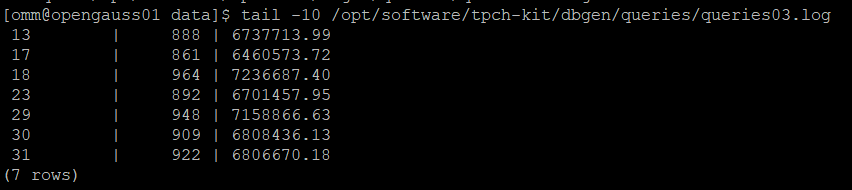 [omm@opengauss01 data]$ tail -10 /opt/software/tpch-kit/dbgen/queries/queries03.log
13 | 888 | 6737713.99
17 | 861 | 6460573.72
18 | 964 | 7236687.40
23 | 892 | 6701457.95
29 | 948 | 7158866.63
30 | 909 | 6808436.13
31 | 922 | 6806670.18
(7 rows)